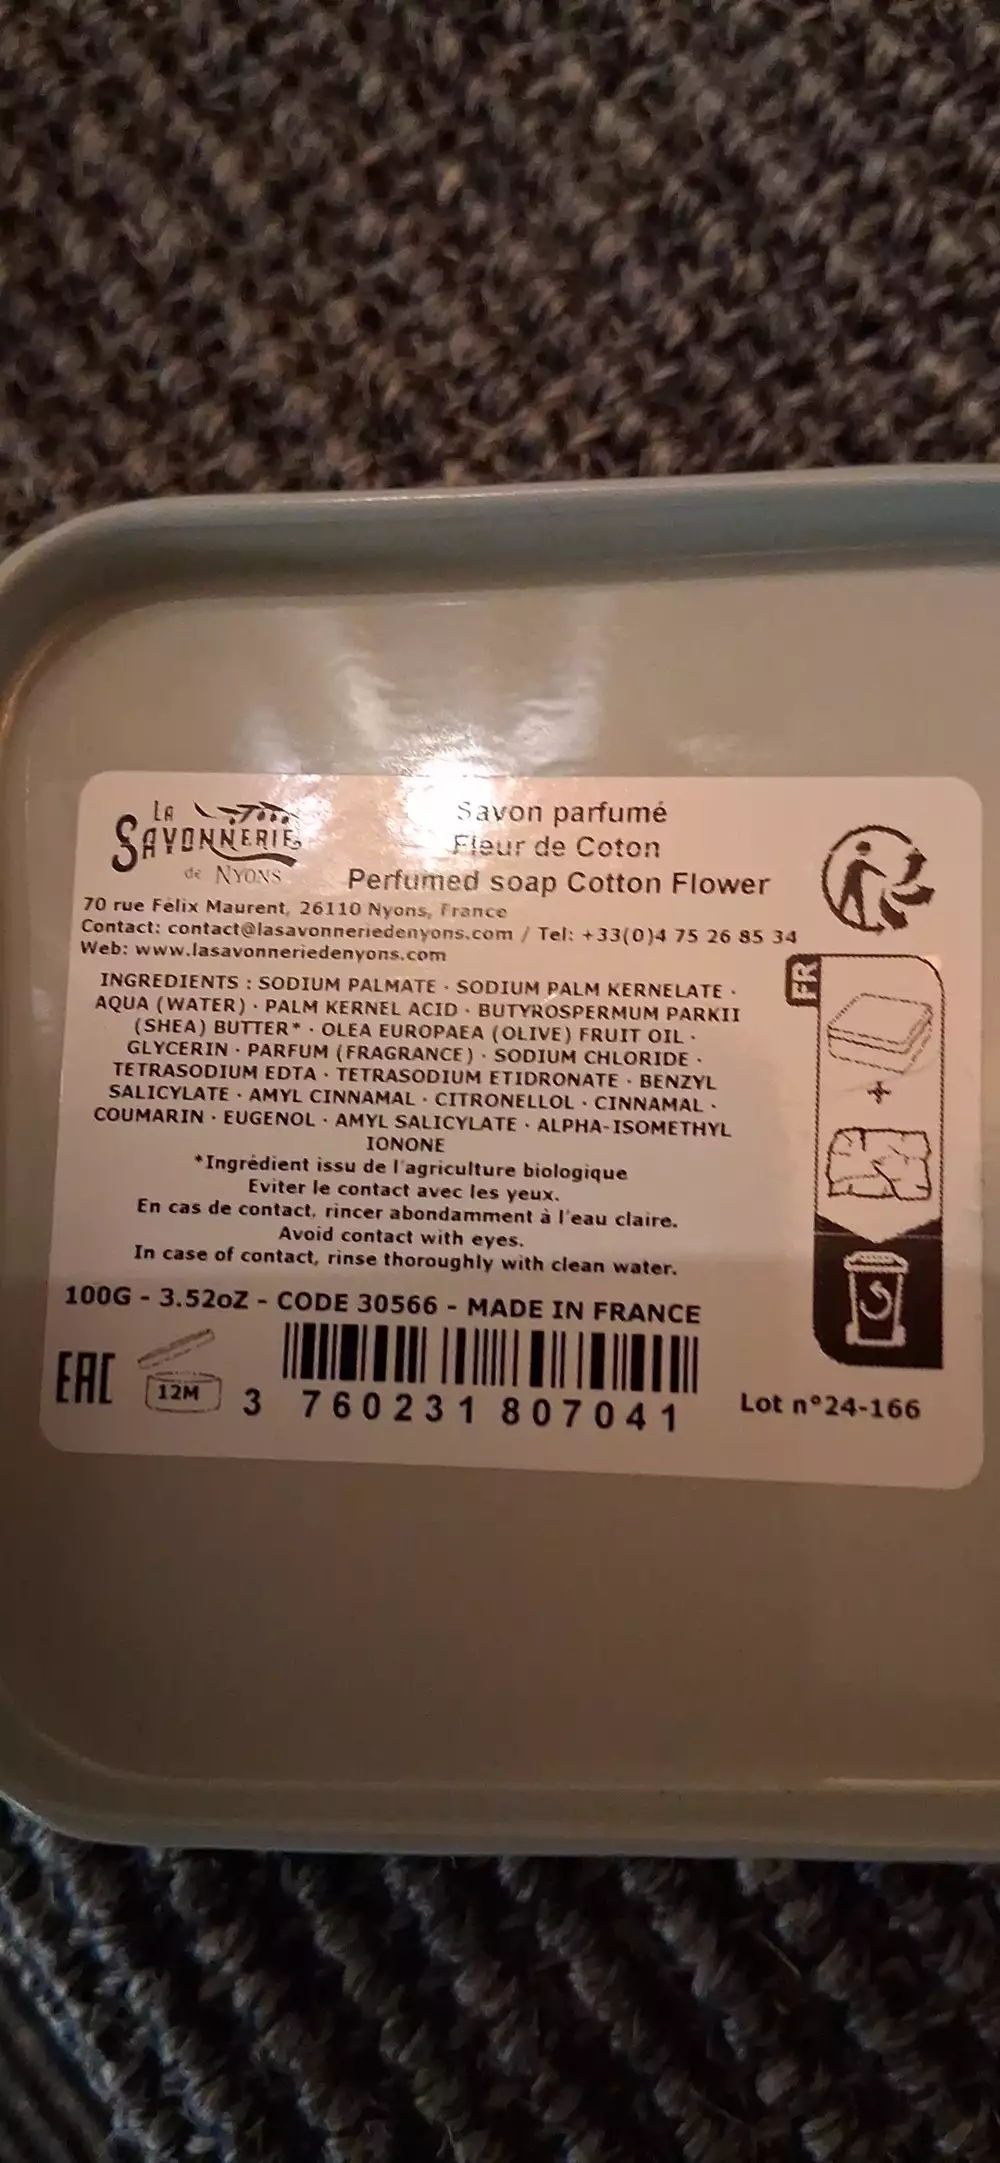 LA
SAVONNERIE
de NYONS
Savon parfumé
Fleur de Coton
Perfumed soap Cotton Flower
70 rue Félix Maurent, 26110 Nyons, France
Contact: contact@lasavonneriedenyons.com / Tel: +33(0)4 75 26 85 34
Web: www.lasavonneriedenyons.com
INGREDIENTS : SODIUM PALMATE · SODIUM PALM KERNELATE ·
AQUA (WATER) · PALM KERNEL ACID · BUTYROSPERMUM PARKII
(SHEA) BUTTER* · OLEA EUROPAEA (OLIVE) FRUIT OIL ·
GLYCERIN · PARFUM (FRAGRANCE) · SODIUM CHLORIDE ·
TETRASODIUM EDTA · TETRASODIUM ETIDRONATE · BENZYL
SALICYLATE · AMYL CINNAMAL · CITRONELLOL · CINNAMAL ·
COUMARIN · EUGENOL · AMYL SALICYLATE · ALPHA-ISOMETHYL
IONONE
*Ingrédient issu de l'agriculture biologique
Eviter le contact avec les yeux.
En cas de contact, rincer abondamment à l'eau claire.
Avoid contact with eyes.
In case of contact, rinse thoroughly with clean water.
100G - 3.52oZ - CODE 30566 - MADE IN FRANCE
FR
+
EAC
12M
3 760231 807041
Lot n°24-166